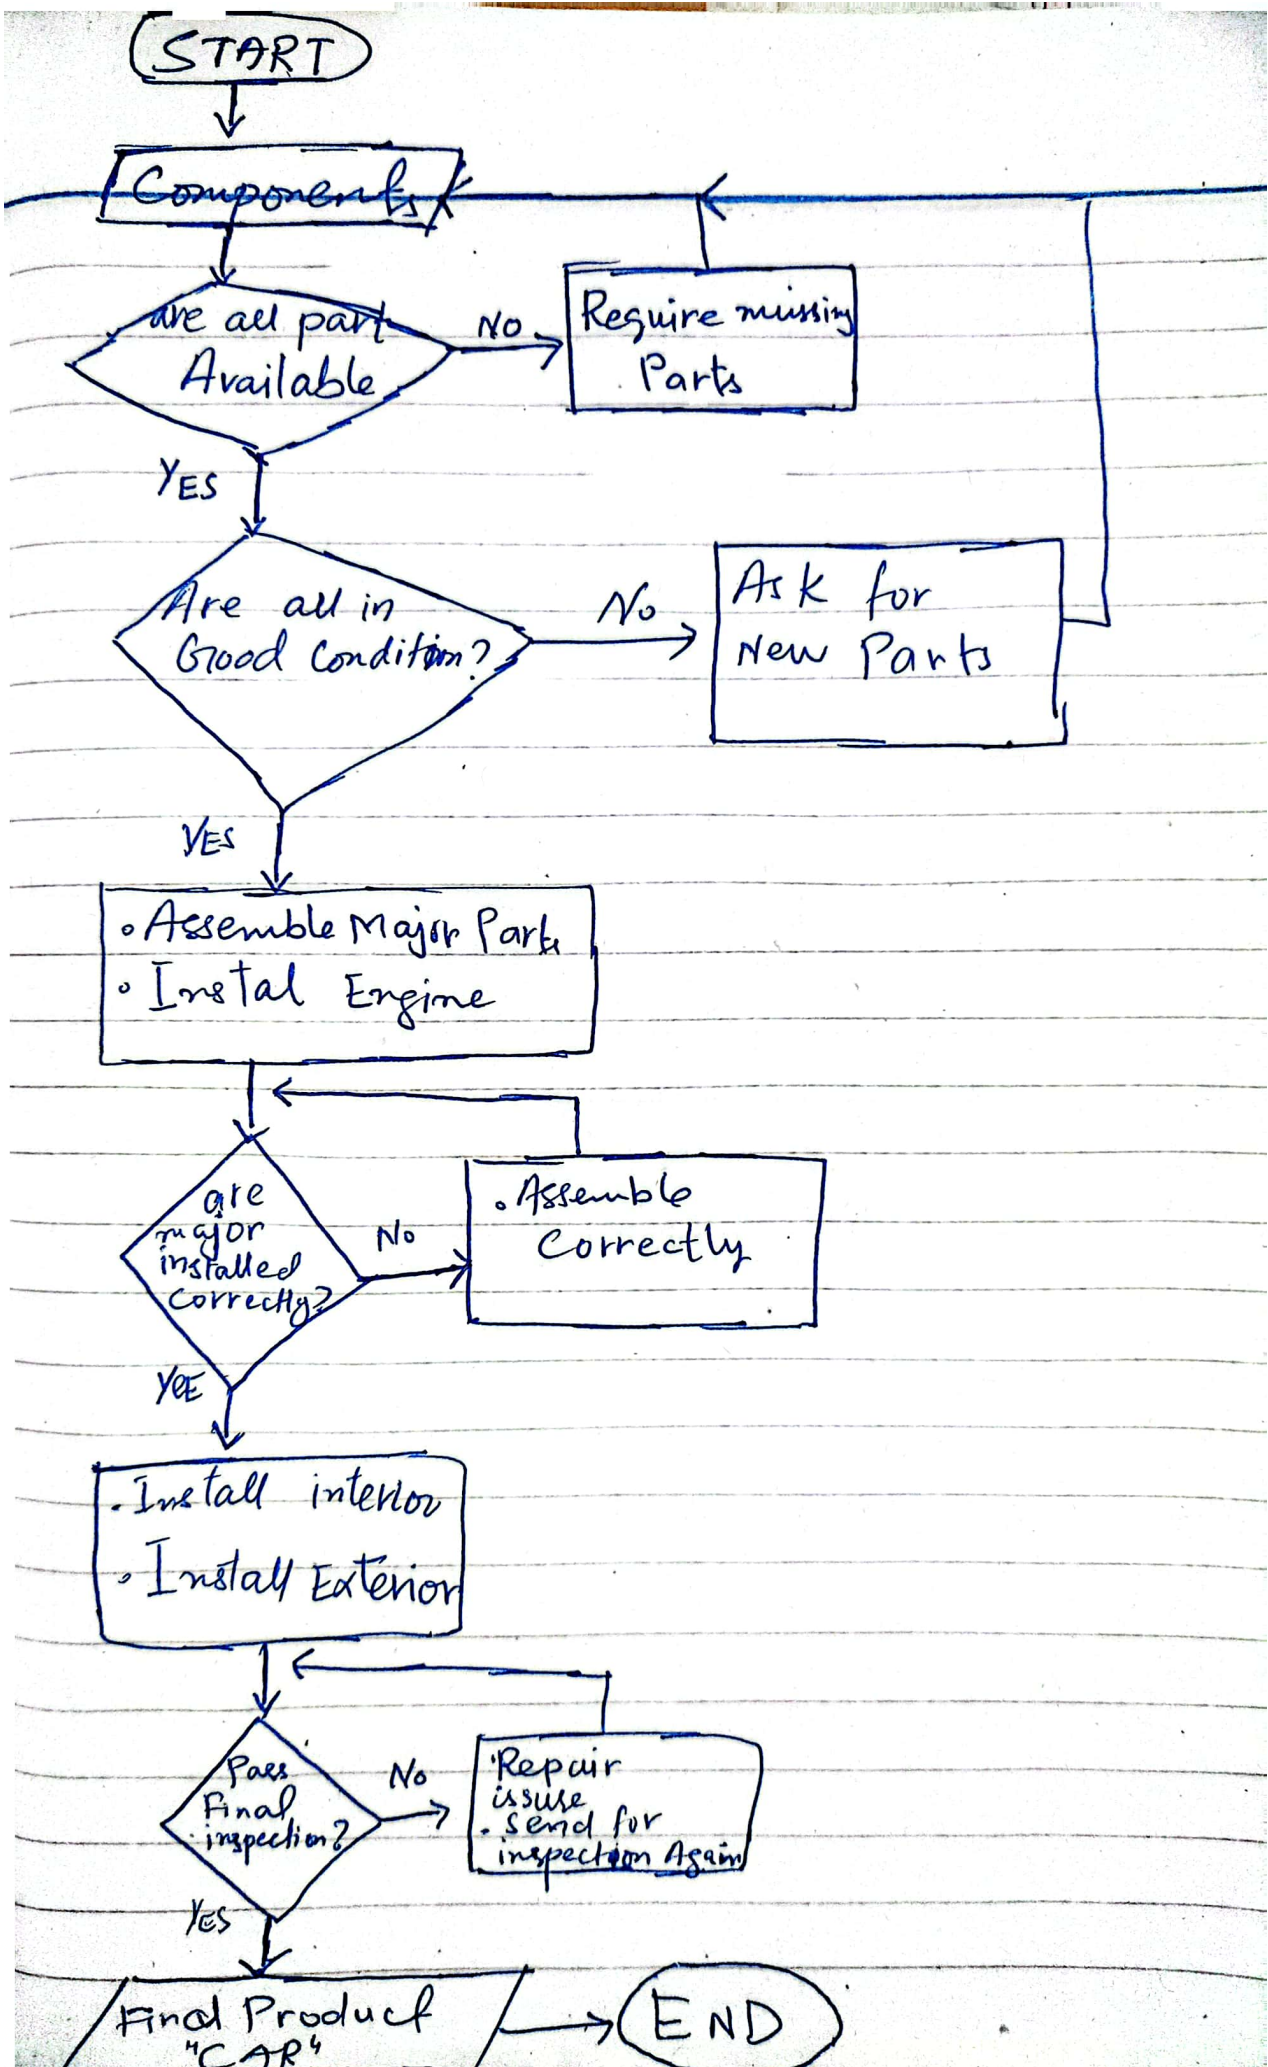 START
Components
are all part
Available
NO
Require missing
Parts
YES
Are all in
Good Condition?
No
Ask for
New Parts
YES
Assemble Major Parts
Instal Engine
are
major
installed
correctly?
No
Assemble
Correctly
YEE
Install interior
Install Exterior
Pass
Final
inspection?
No
Repair
issuse
send for
inspection Again
YES
Final Product
"CAR"
END